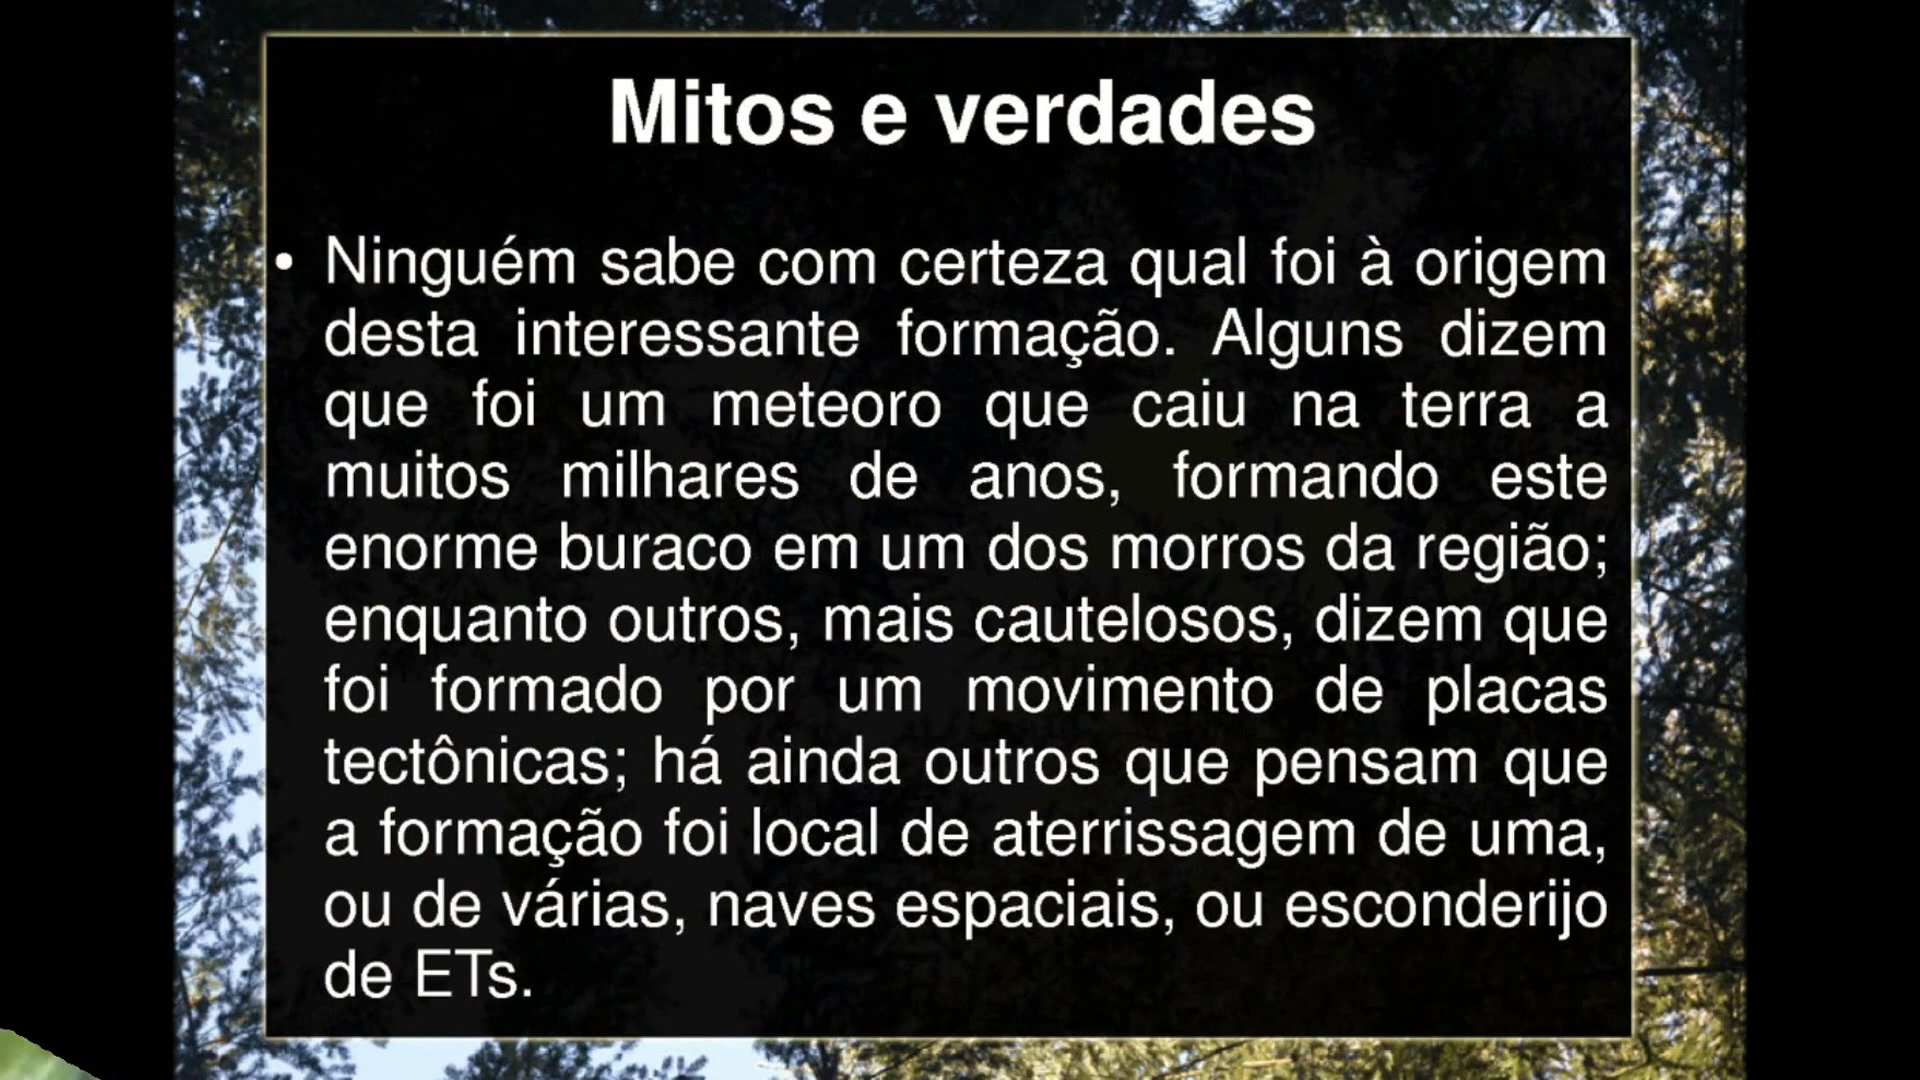 Mitos e verdades
• Ninguém sabe com certeza qual foi à origem
desta interessante formação. Alguns dizem
que foi um meteoro que caiu na terra a
muitos milhares de anos, formando este
enorme buraco em um dos morros da região;
enquanto outros, mais cautelosos, dizem que
foi formado por um movimento de placas
tectônicas; há ainda outros que pensam que
a formação foi local de aterrissagem de uma,
ou de várias, naves espaciais, ou esconderijo
de ETs.